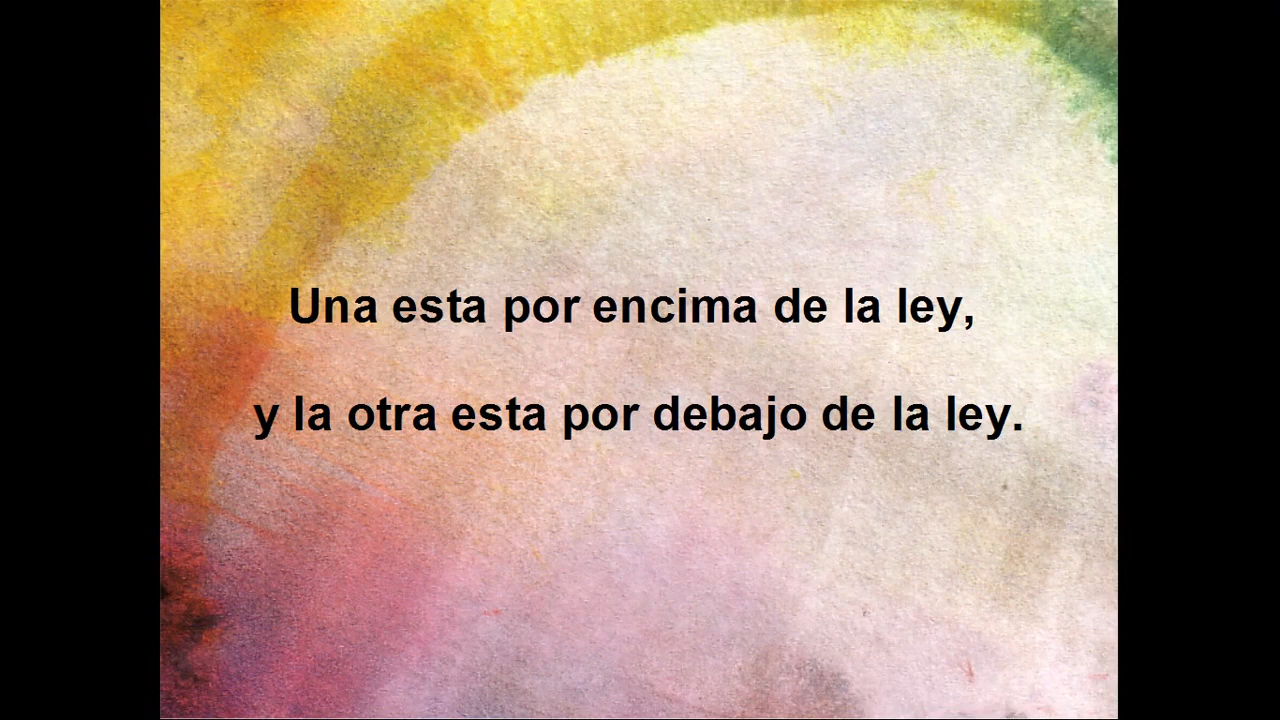 Una esta por encima de la ley,
y la otra esta por debajo de la ley.